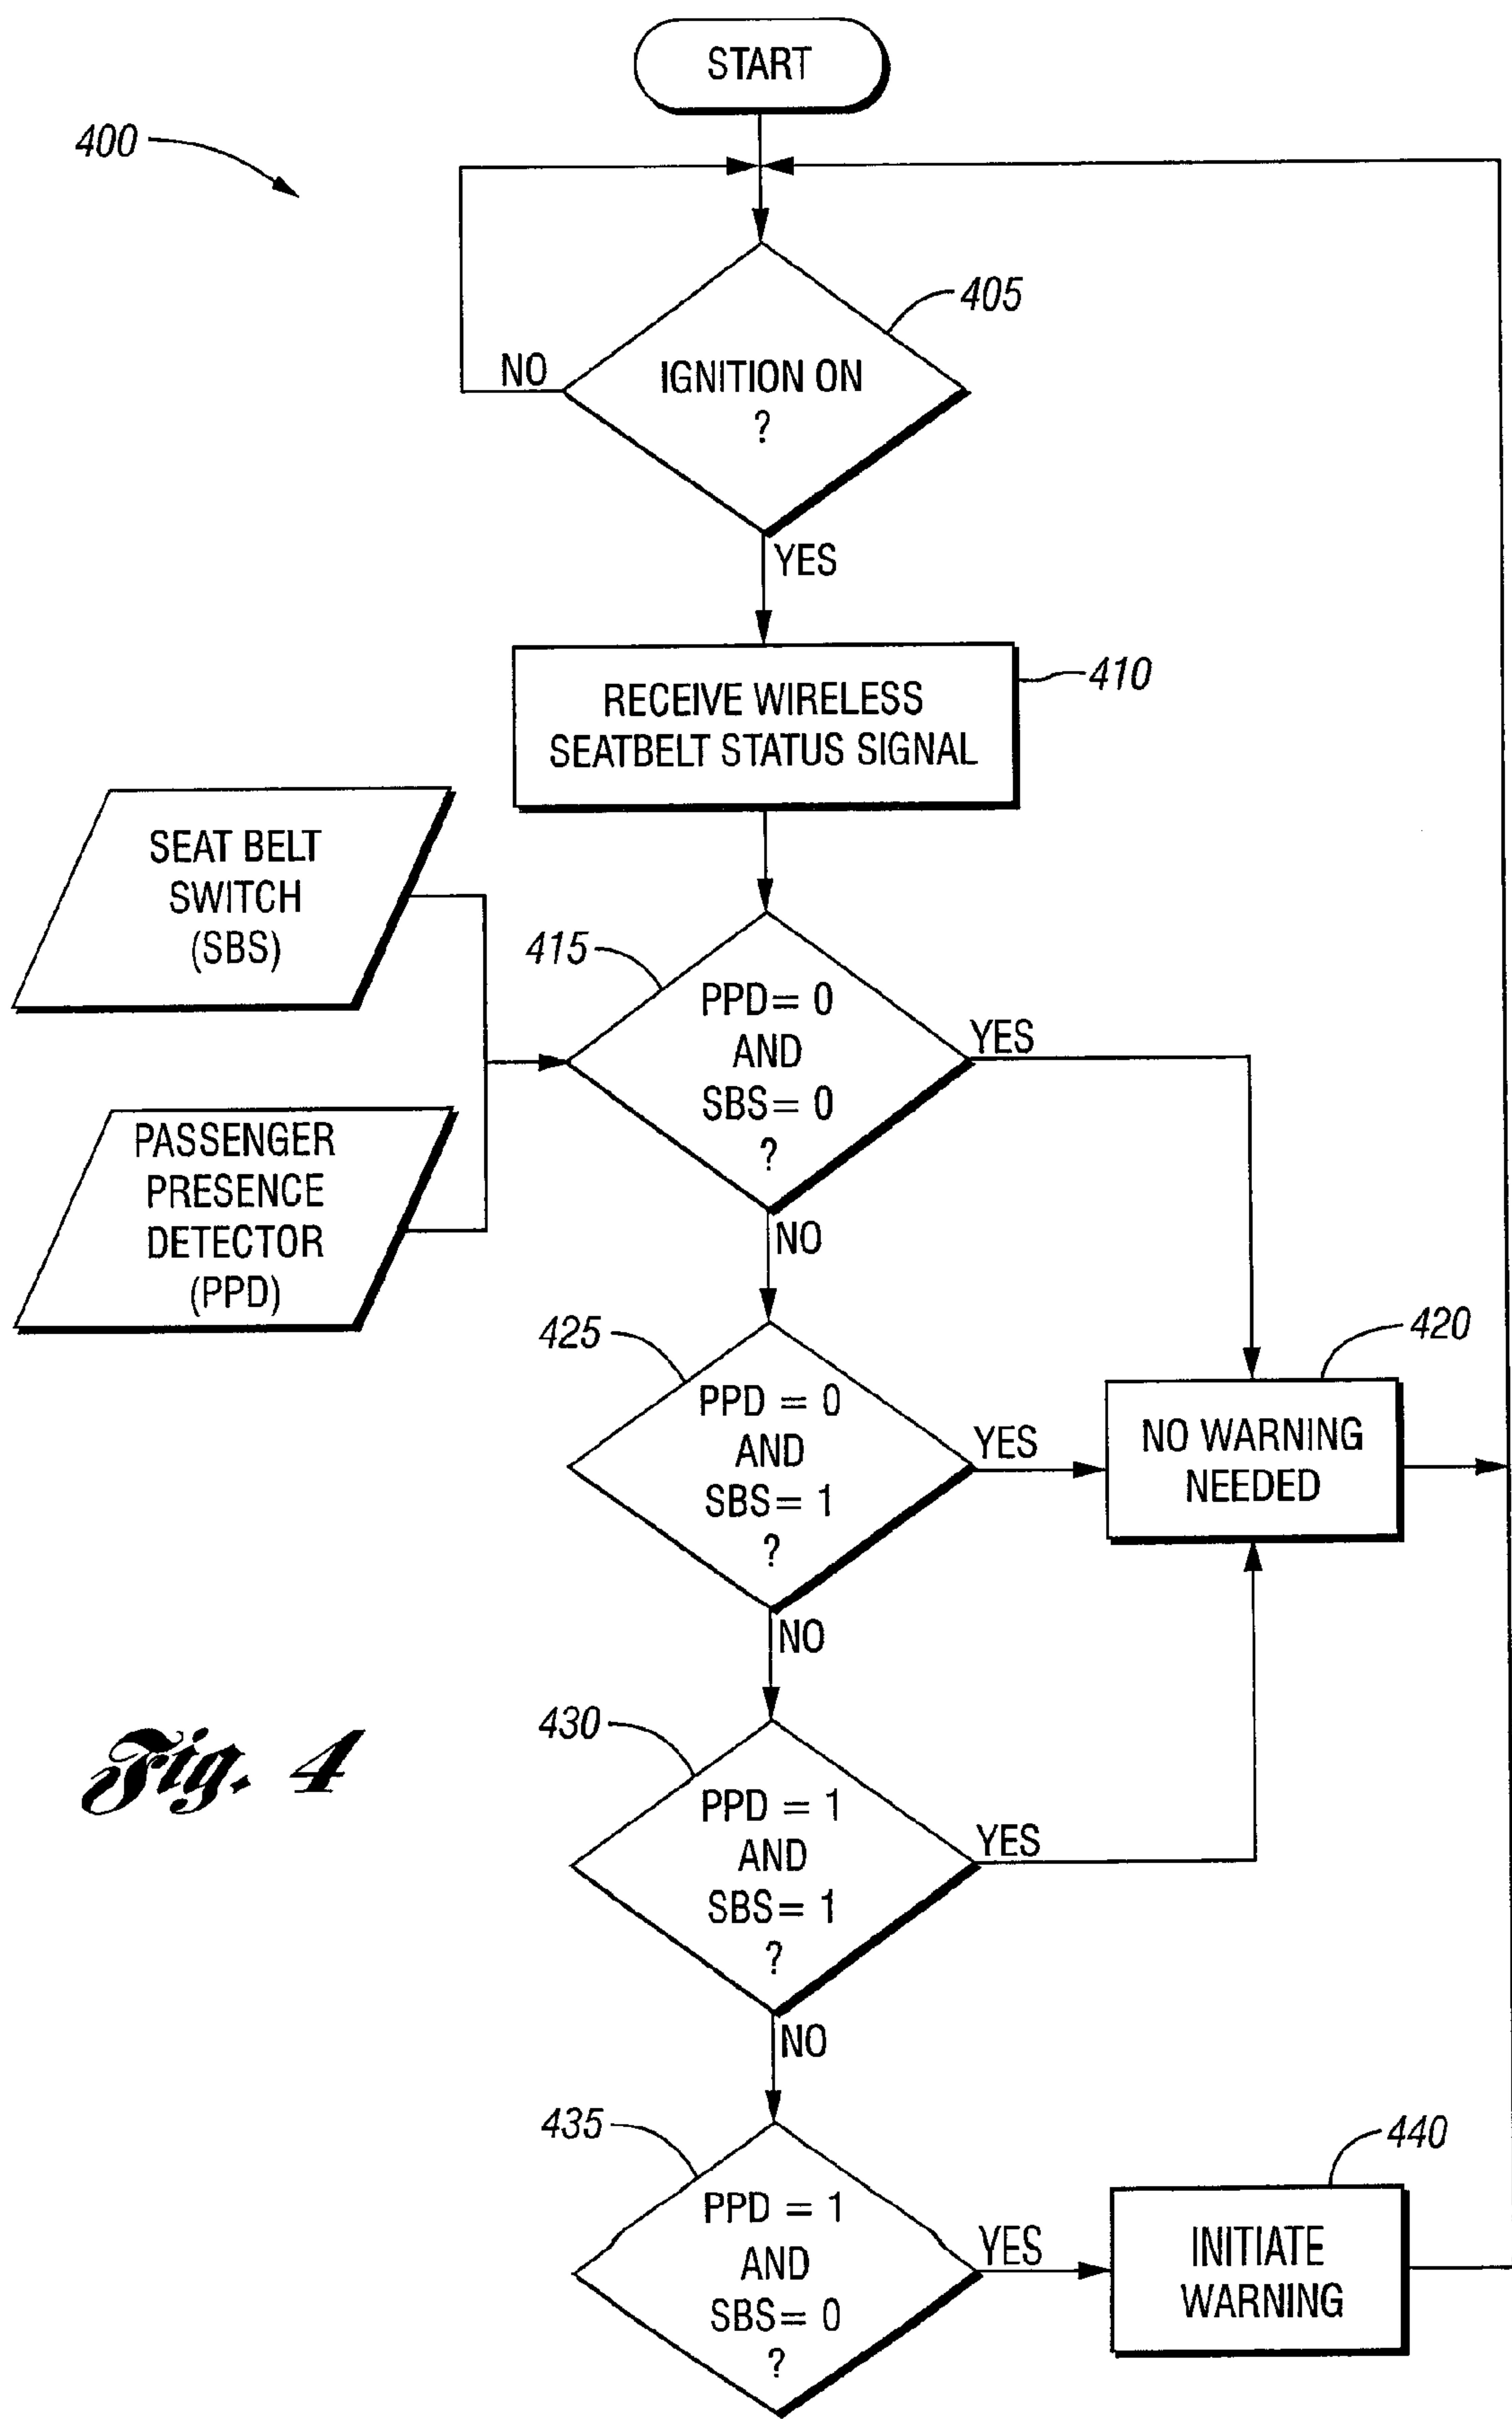 START
400
405
IGNITION ON
?
NO
YES
RECEIVE WIRELESS
SEATBELT STATUS SIGNAL
410
SEAT BELT
SWITCH
(SBS)
PASSENGER
PRESENCE
DETECTOR
(PPD)
415
PPD= 0
AND
SBS= 0
?
YES
NO
425
PPD = 0
AND
SBS= 1
?
YES
NO
420
NO WARNING
NEEDED
430
PPD = 1
AND
SBS= 1
?
YES
NO
Fig. 4
435
PPD = 1
AND
SBS= 0
?
YES
440
INITIATE
WARNING